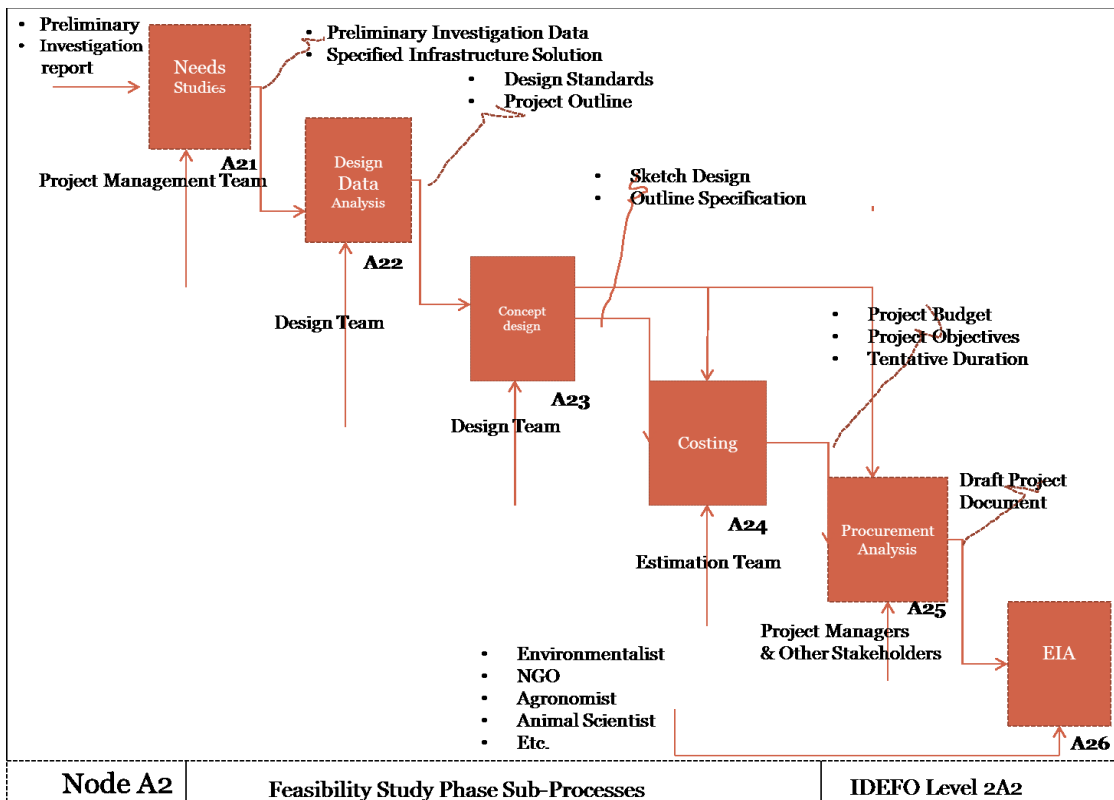 • Preliminary
• Investigation
report
Needs
Studies
A21
Project Management Team
• Preliminary Investigation Data
• Specified Infrastructure Solution
• Design Standards
• Project Outline
Design
Data
Analysis
A22
Design Team
• Sketch Design
• Outline Specification
Concept
design
A23
Design Team
• Project Budget
• Project Objectives
• Tentative Duration
Costing
A24
Estimation Team
Draft Project
Document
Procurement
Analysis
A25
Project Managers
& Other Stakeholders
• Environmentalist
• NGO
• Agronomist
• Animal Scientist
• Etc.
EIA
A26
Node A2
Feasibility Study Phase Sub-Processes
IDEFO Level 2A2